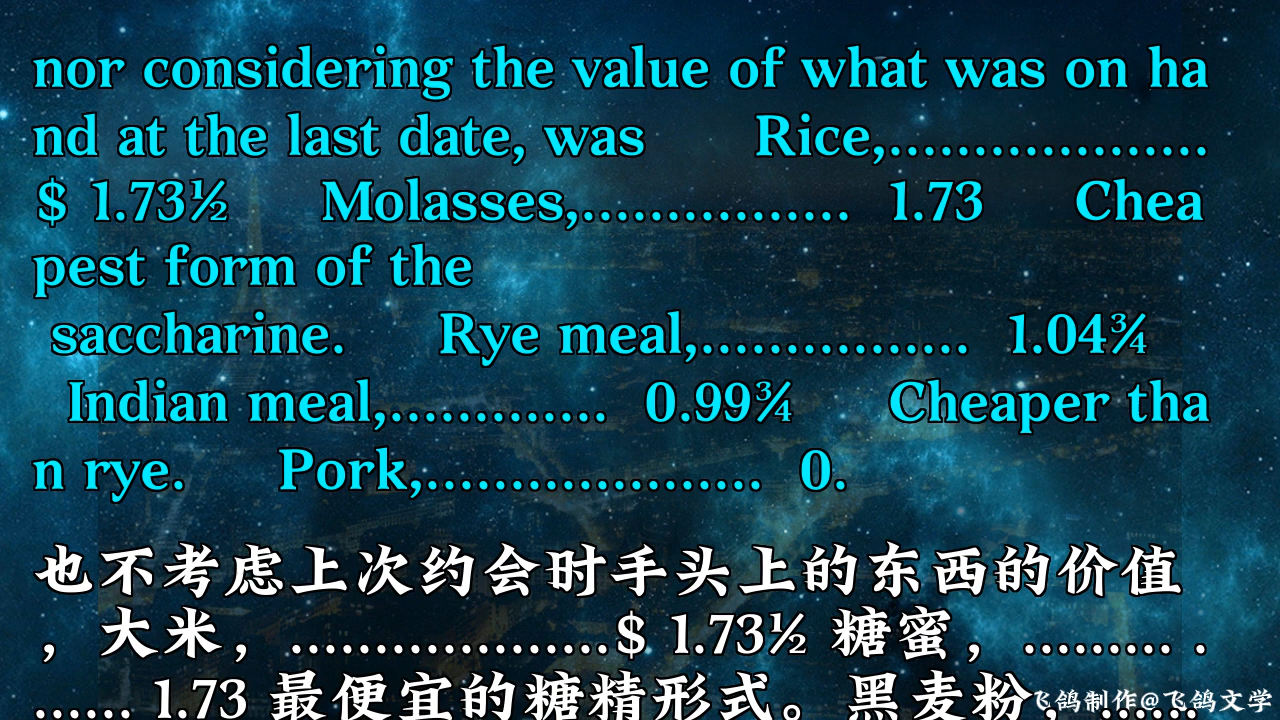 nor considering the value of what was on ha
nd at the last date, was Rice,...................
$ 1.73½ Molasses,................ 1.73 Chea
pest form of the
saccharine. Rye meal,................ 1.04¾
Indian meal,............. 0.99¾ Cheaper tha
n rye. Pork,.................... 0.
也不考虑上次约会时手头上的东西的价值
，大米，...................$ 1.73½ 糖蜜，......... .
...... 1.73 最便宜的糖精形式。黑麦粉，
飞鸽制作@飞鸽文学